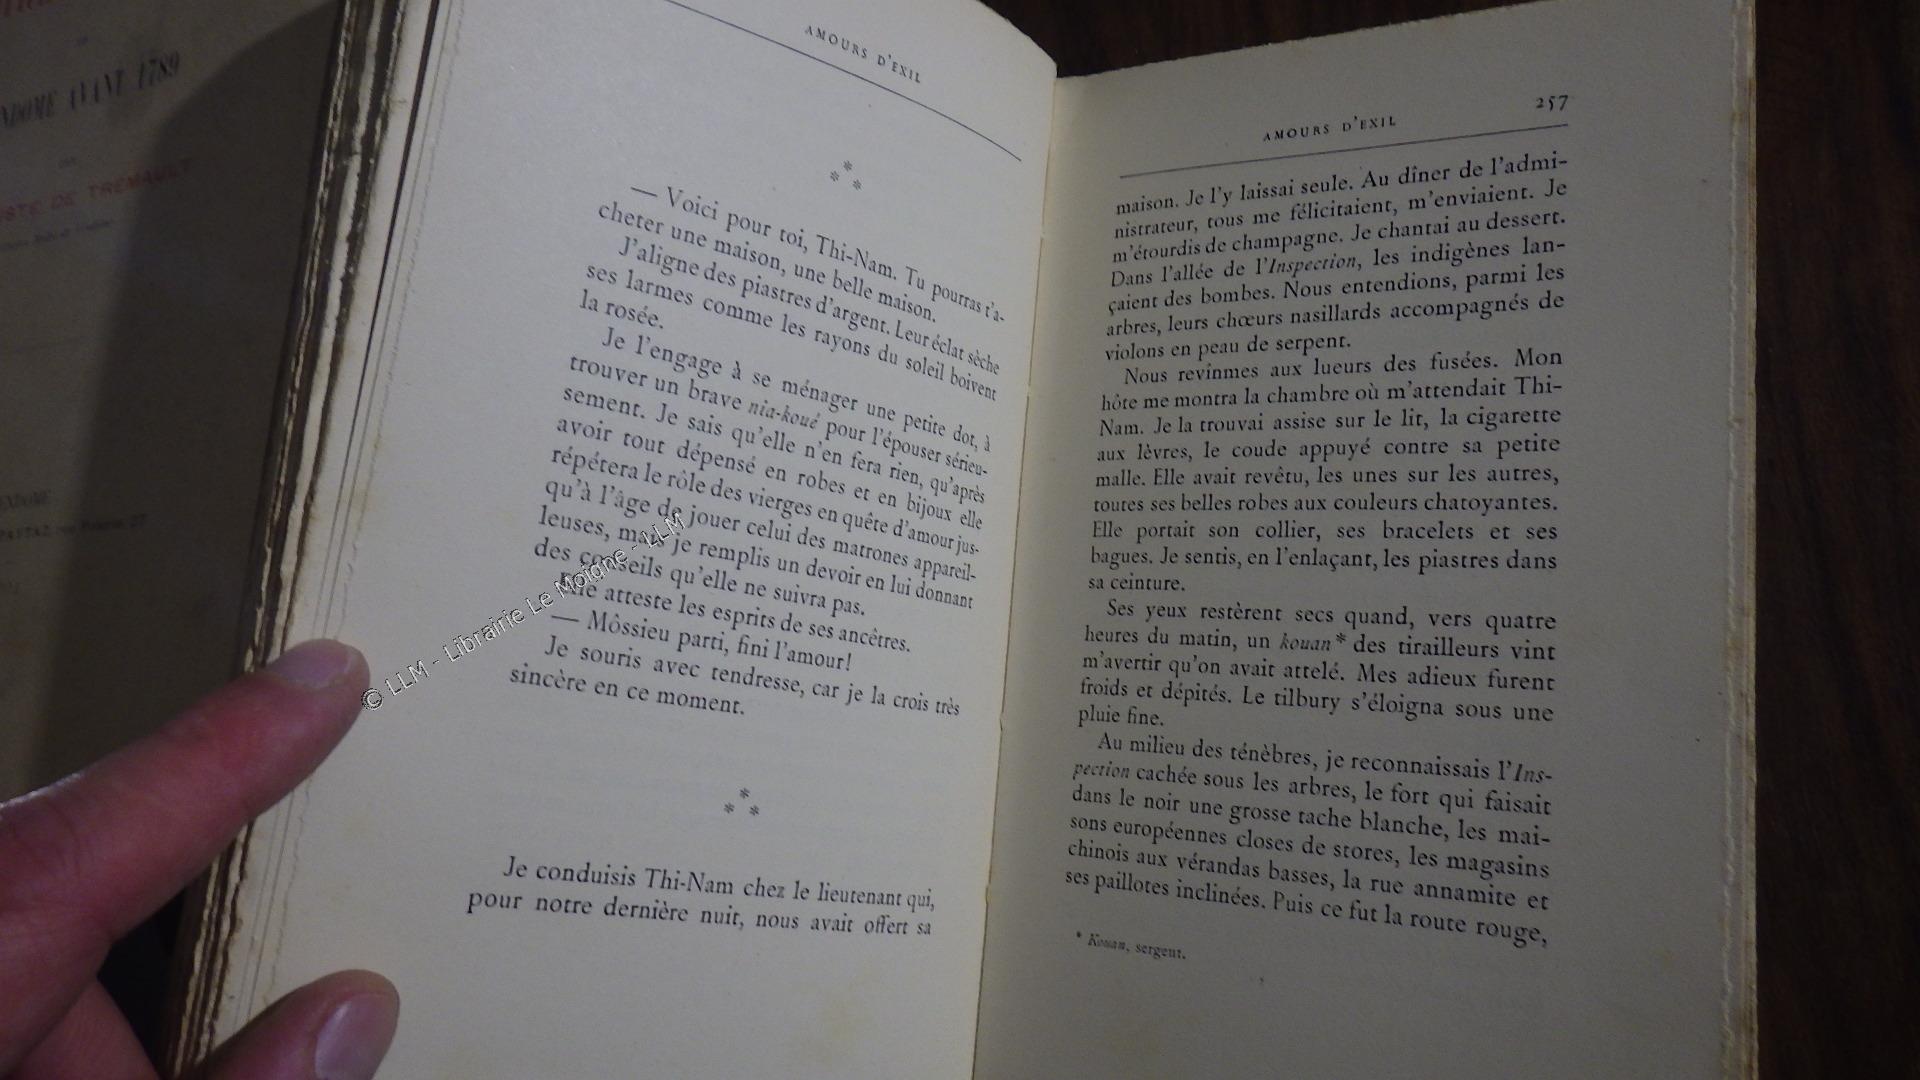 AVANT 1789
DE TREMAULT
AMOURS D'EXIL
*
* *
— Voici pour toi, Thi-Nam. Tu pourras t'a-
cheter une maison, une belle maison.
J'aligne des piastres d'argent. Leur éclat sèche
ses larmes comme les rayons du soleil boivent
la rosée.
Je l'engage à se ménager une petite dot, à
trouver un brave nia-koué pour l'épouser sérieu-
sement. Je sais qu'elle n'en fera rien, qu'après
avoir tout dépensé en robes et en bijoux elle
répétera le rôle des vierges en quête d'amour jus-
qu'à l'âge de jouer celui des matrones appareil-
leuses, mais je remplis un devoir en lui donnant
des conseils qu'elle ne suivra pas.
Elle atteste les esprits de ses ancêtres.
— Môssieu parti, fini l'amour!
Je souris avec tendresse, car je la crois très
sincère en ce moment.
*
* *
Je conduisis Thi-Nam chez le lieutenant qui,
pour notre dernière nuit, nous avait offert sa
© LLM - Librairie Le Moigne - LLM
AMOURS D'EXIL
257
maison. Je l'y laissai seule. Au dîner de l'admi-
nistrateur, tous me félicitaient, m'enviaient. Je
m'étourdis de champagne. Je chantai au dessert.
Dans l'allée de l'Inspection, les indigènes lan-
çaient des bombes. Nous entendions, parmi les
arbres, leurs chœurs nasillards accompagnés de
violons en peau de serpent.
Nous revînmes aux lueurs des fusées. Mon
hôte me montra la chambre où m'attendait Thi-
Nam. Je la trouvai assise sur le lit, la cigarette
aux lèvres, le coude appuyé contre sa petite
malle. Elle avait revêtu, les unes sur les autres,
toutes ses belles robes aux couleurs chatoyantes.
Elle portait son collier, ses bracelets et ses
bagues. Je sentis, en l'enlaçant, les piastres dans
sa ceinture.
Ses yeux restèrent secs quand, vers quatre
heures du matin, un kouan* des tirailleurs vint
m'avertir qu'on avait attelé. Mes adieux furent
froids et dépités. Le tilbury s'éloigna sous une
pluie fine.
Au milieu des ténèbres, je reconnaissais l'Ins-
pection cachée sous les arbres, le fort qui faisait
dans le noir une grosse tache blanche, les mai-
sons européennes closes de stores, les magasins
chinois aux vérandas basses, la rue annamite et
ses paillotes inclinées. Puis ce fut la route rouge,
* Kouan, sergent.